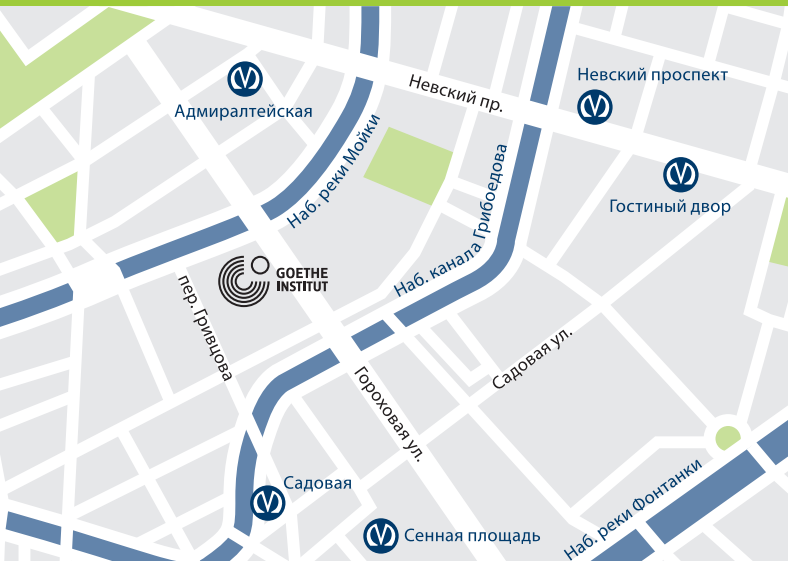 Невский проспект
Невский пр.
Адмиралтейская
Наб. реки Мойки
Гостиный двор
Наб. канала Грибоедова
GOETHE
INSTITUT
пер. Гривцова
Садовая ул.
Гороховая ул.
Садовая
Наб. реки Фонтанки
Сенная площадь